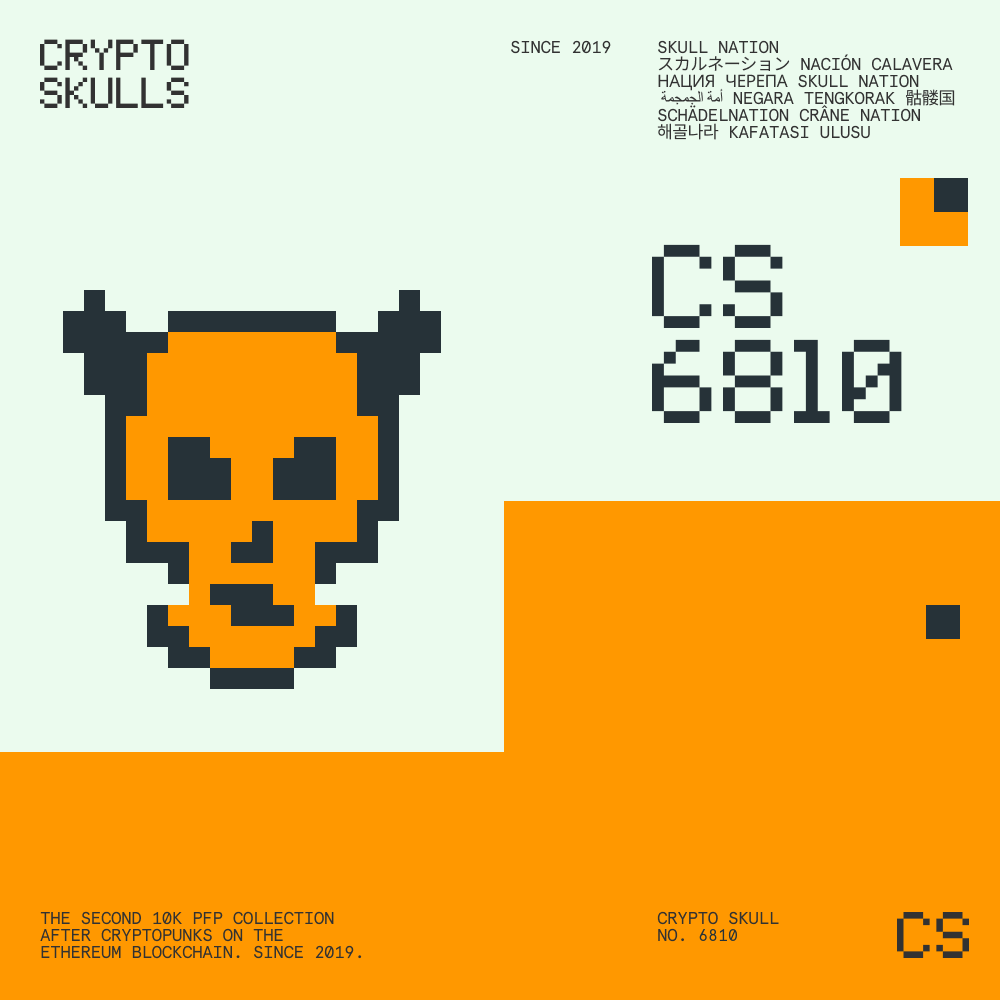 CRYPTO
SKULLS
SINCE 2019
SKULL NATION
スカルネーション NACIÓN CALAVERA
НАЦИЯ ЧЕРЕПА SKULL NATION
أمة الجمجمة NEGARA TENGKORAK 骷髅国
SCHÄDELNATION CRÂNE NATION
해골나라 KAFATASI ULUSU
CS
6810
THE SECOND 10K PFP COLLECTION
AFTER CRYPTOPUNKS ON THE
ETHEREUM BLOCKCHAIN. SINCE 2019.
CRYPTO SKULL
NO. 6810
CS